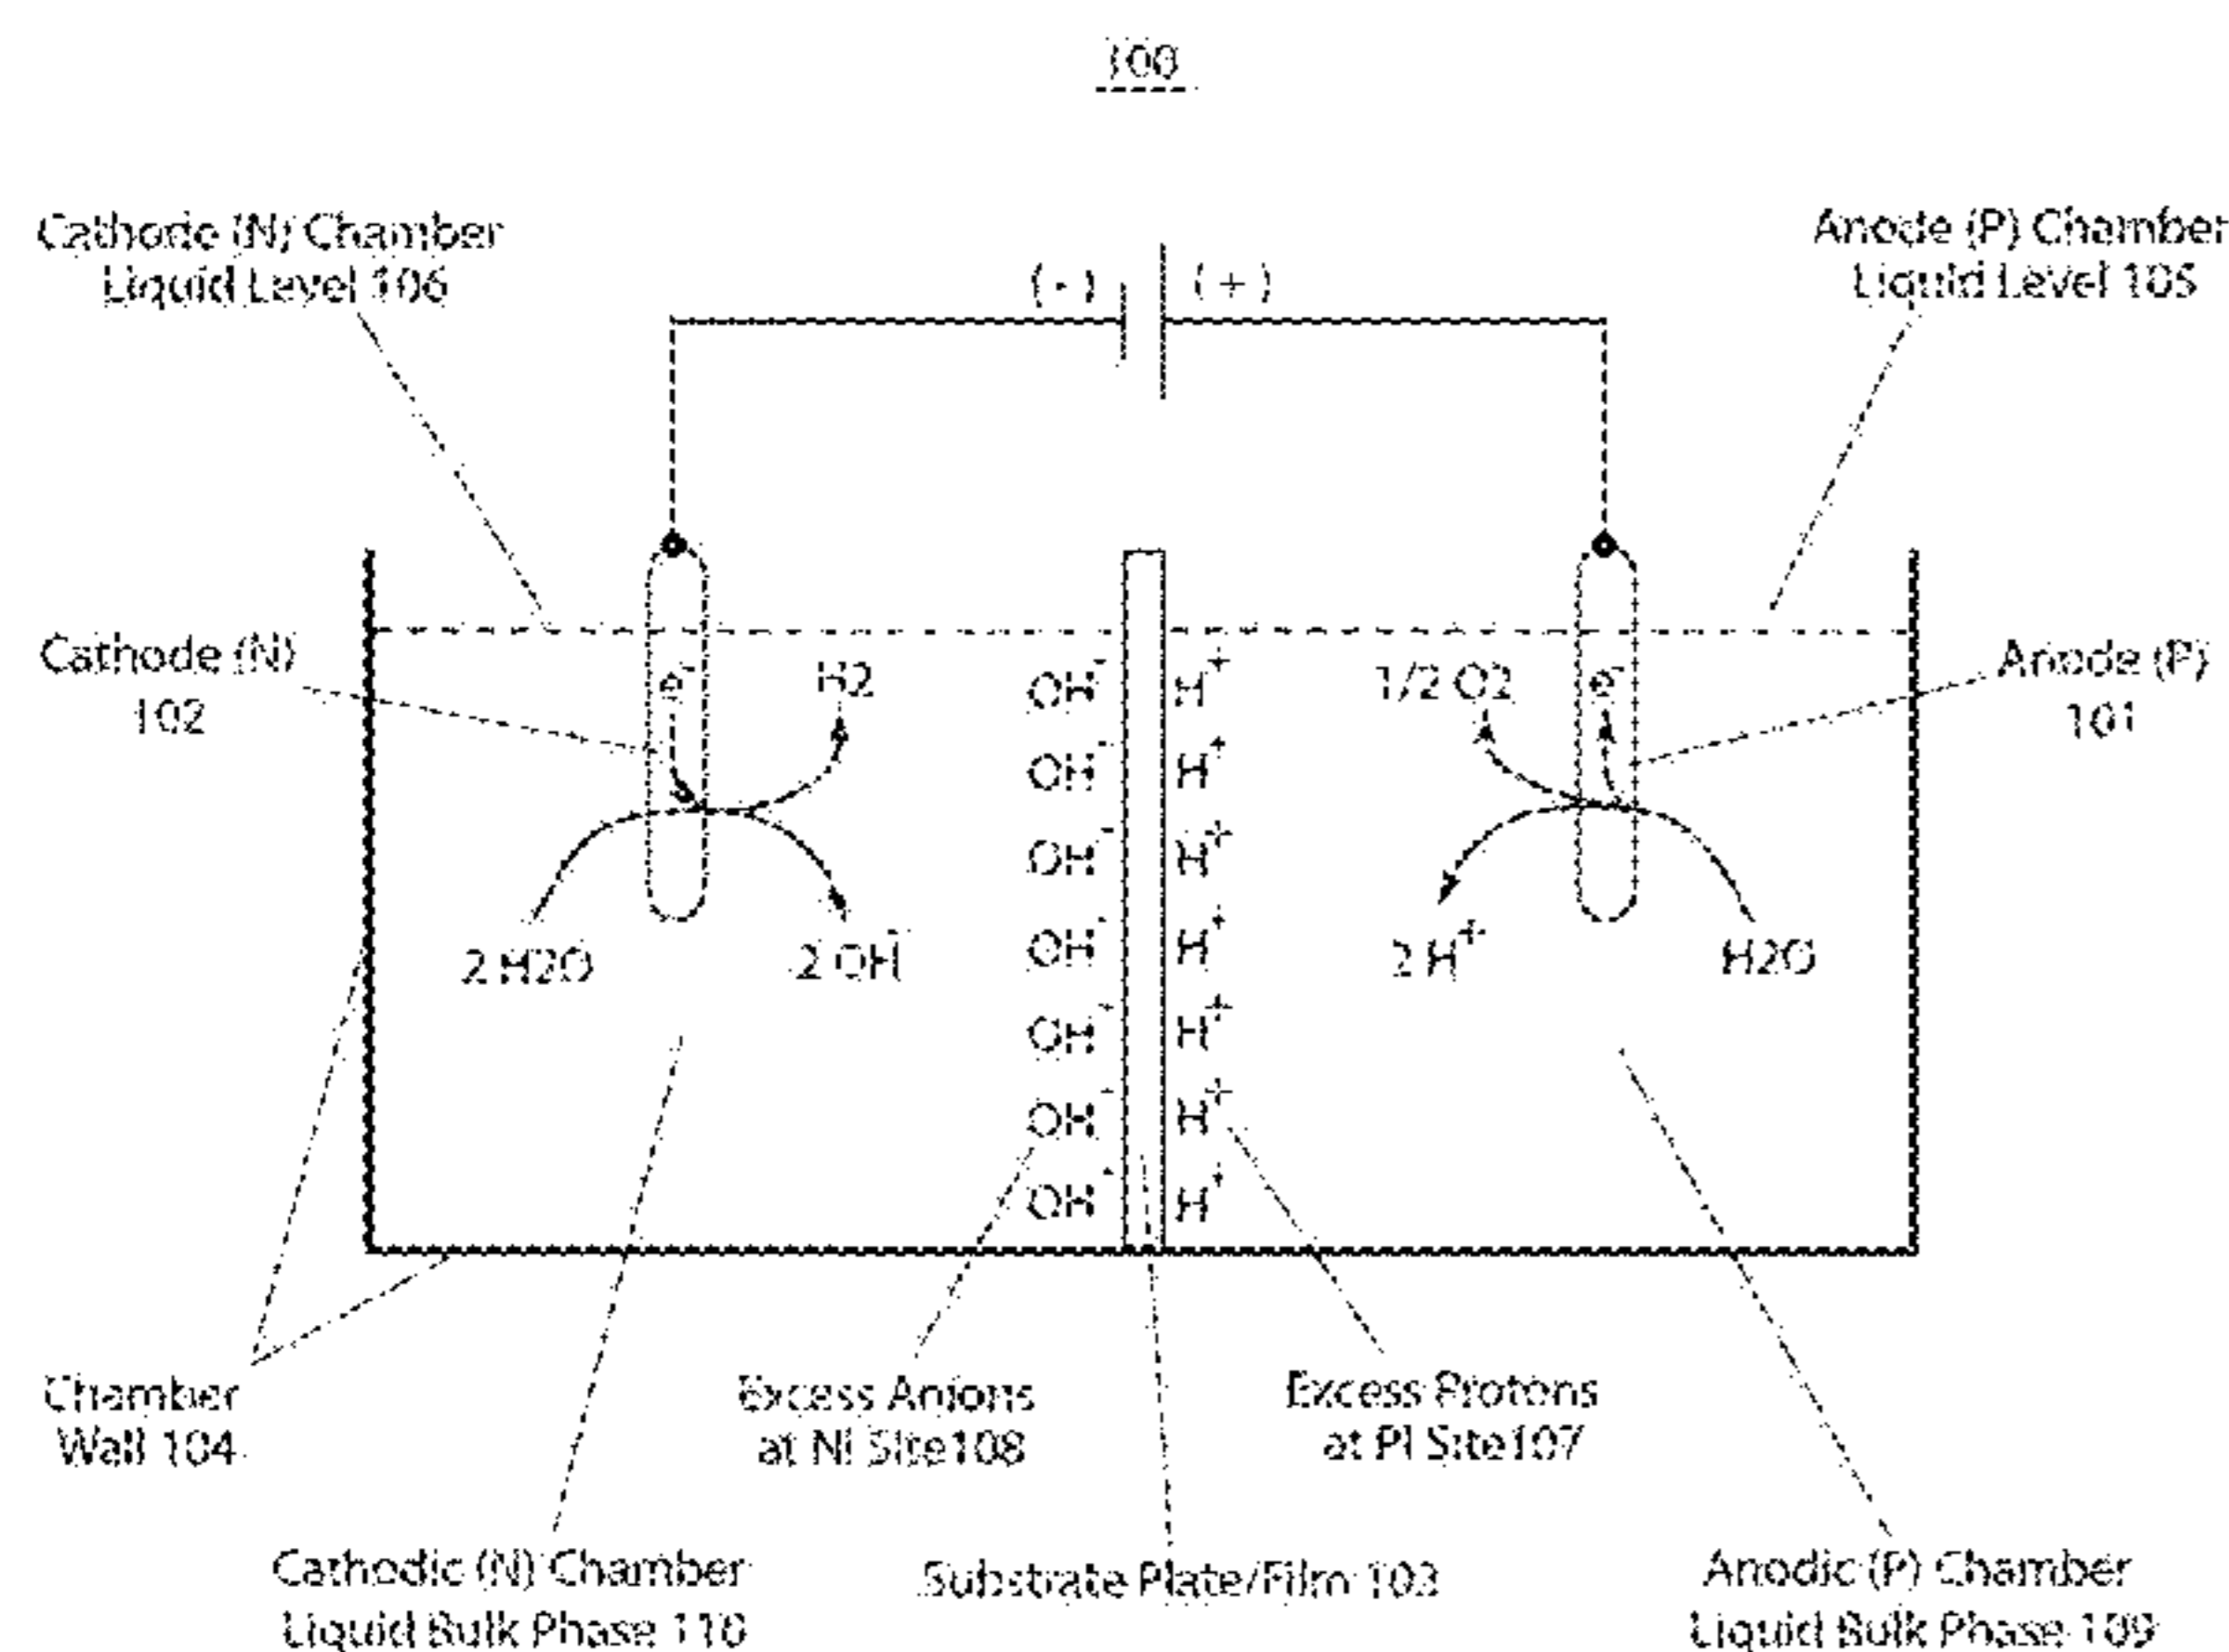 100
Cathode (N) Chamber
Liquid Level 106
(-) (+)
Anode (P) Chamber
Liquid Level 105
Cathode (N)
102
e- H2
OH- H+
1/2 O2 e-
Anode (P)
101
OH- H+
OH- H+
2 H2O 2 OH-
OH- H+
2 H+ H2O
OH- H+
OH- H+
OH- H+
Chamber
Wall 104
Excess Anions
at NI Site108
Excess Protons
at PI Site107
Cathodic (N) Chamber
Liquid Bulk Phase 110
Substrate Plate/Film 103
Anodic (P) Chamber
Liquid Bulk Phase 109